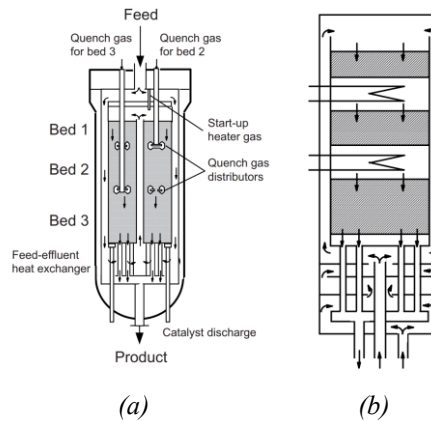 Feed
Quench gas for bed 3
Quench gas for bed 2
Bed 1
Start-up heater gas
Bed 2
Quench gas distributors
Bed 3
Feed-effluent heat exchanger
Catalyst discharge
Product
(a)
(b)